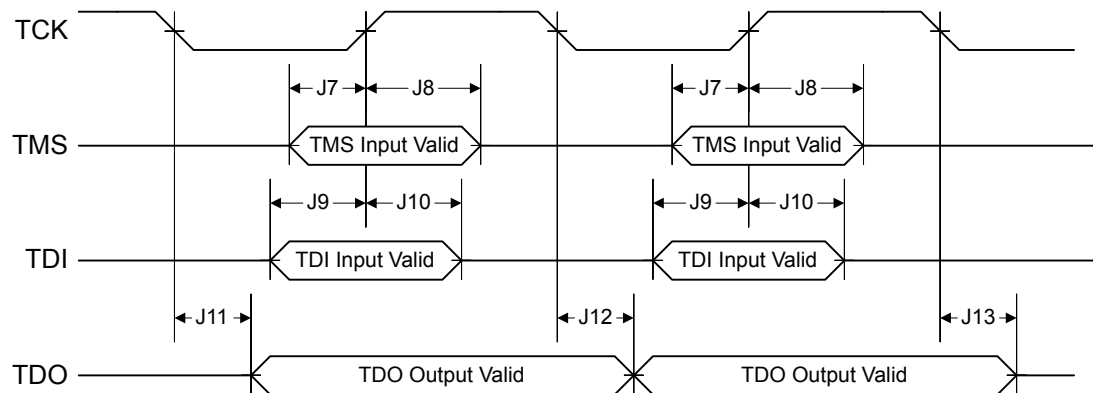 TCK
J7 J8 J7 J8
TMS TMS Input Valid TMS Input Valid
J9 J10 J9 J10
TDI TDI Input Valid TDI Input Valid
J11 J12 J13
TDO TDO Output Valid TDO Output Valid